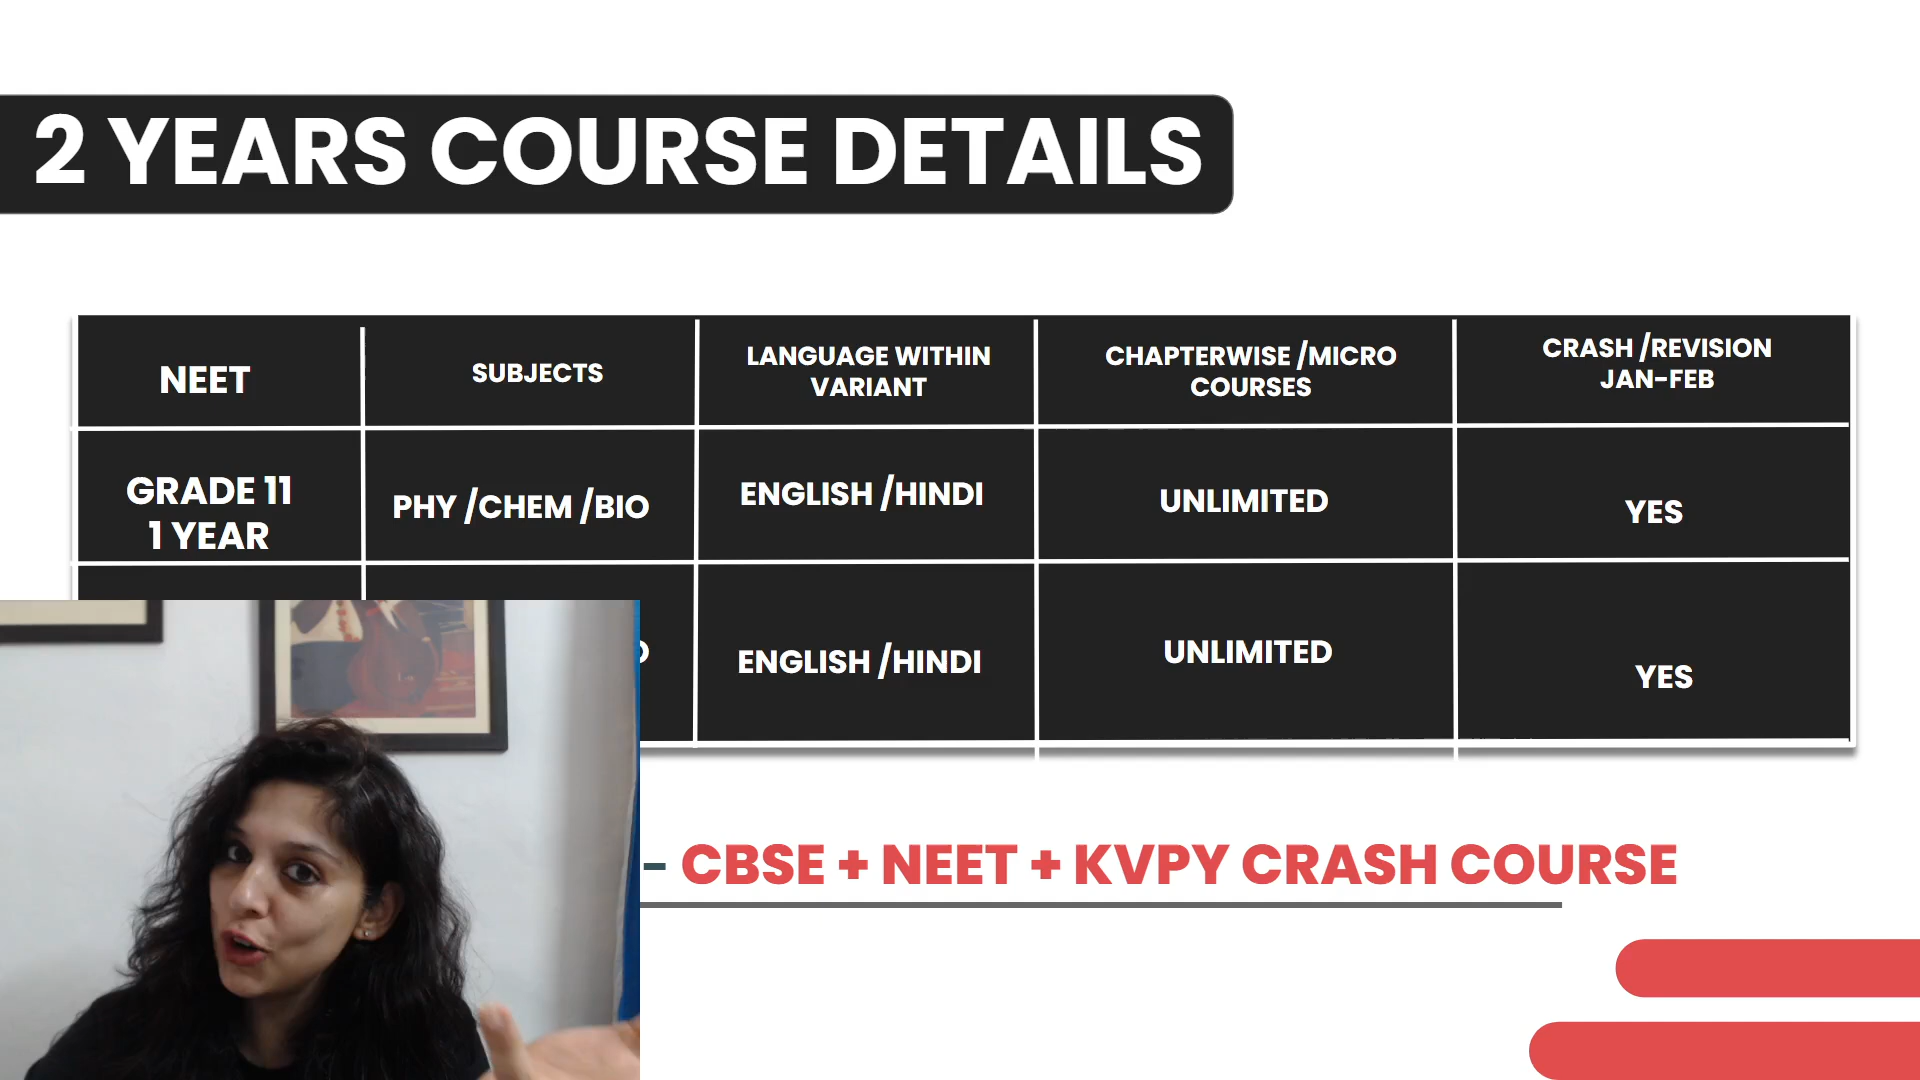 2 YEARS COURSE DETAILS
NEET
SUBJECTS
LANGUAGE WITHIN
VARIANT
CHAPTERWISE /MICRO
COURSES
CRASH /REVISION
JAN-FEB
GRADE 11
1 YEAR
PHY /CHEM /BIO
ENGLISH /HINDI
UNLIMITED
YES
ENGLISH /HINDI
UNLIMITED
YES
- CBSE + NEET + KVPY CRASH COURSE